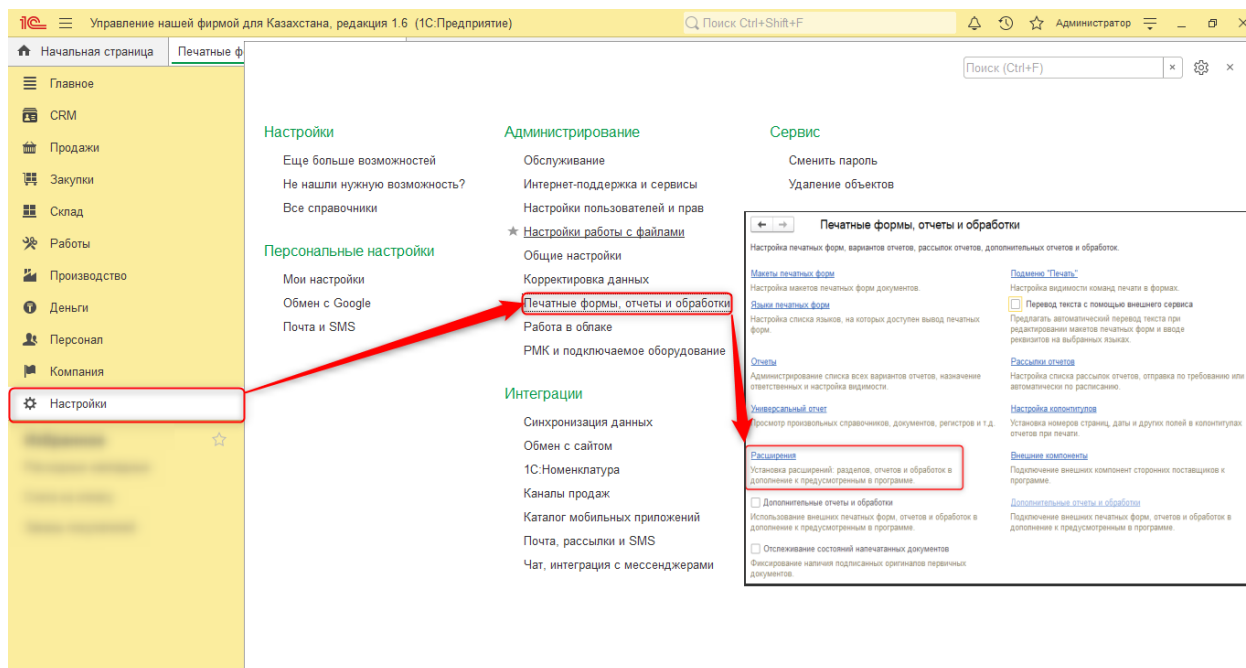 1С Управление нашей фирмой для Казахстана, редакция 1.6 (1С:Предприятие) Поиск Ctrl+Shift+F Администратор
Начальная страница Печатные ф
Поиск (Ctrl+F)
Главное
CRM
Продажи
Закупки
Склад
Работы
Производство
Деньги
Персонал
Компания
Настройки
Настройки
Еще больше возможностей
Не нашли нужную возможность?
Все справочники
Персональные настройки
Мои настройки
Обмен с Google
Почта и SMS
Администрирование
Обслуживание
Интернет-поддержка и сервисы
Настройки пользователей и прав
Настройки работы с файлами
Общие настройки
Корректировка данных
Печатные формы, отчеты и обработки
Работа в облаке
РМК и подключаемое оборудование
Интеграции
Синхронизация данных
Обмен с сайтом
1С:Номенклатура
Каналы продаж
Каталог мобильных приложений
Почта, рассылки и SMS
Чат, интеграция с мессенджерами
Сервис
Сменить пароль
Удаление объектов
Печатные формы, отчеты и обработки
Настройка печатных форм, вариантов отчетов, рассылок отчетов, дополнительных отчетов и обработок.
Макеты печатных форм
Настройка макетов печатных форм документов.
Языки печатных форм
Настройка списка языков, на которых доступен вывод печатных
форм.
Отчеты
Администрирование списка всех вариантов отчетов, назначение
ответственных и настройка видимости.
Универсальный отчет
Просмотр произвольных справочников, документов, регистров и т.д.
Расширения
Установка расширений: разделов, отчетов и обработок в
дополнение к предусмотренным в программе.
Дополнительные отчеты и обработки
Использование внешних печатных форм, отчетов и обработок в
дополнение к предусмотренным в программе.
Отслеживание состояний напечатанных документов
Фиксирование наличия подписанных оригиналов первичных
документов.
Подменю "Печать"
Настройка видимости команд печати в формах.
Перевод текста с помощью внешнего сервиса
Предлагать автоматический перевод текста при
редактировании макетов печатных форм и вводе
реквизитов на выбранных языках.
Рассылки отчетов
Настройка списка рассылок отчетов, отправка по требованию или
автоматически по расписанию.
Настройка колонтитулов
Установка номеров страниц, даты и других полей в колонтитулах
отчетов при печати.
Внешние компоненты
Подключение внешних компонент сторонних поставщиков к
программе.
Дополнительные отчеты и обработки
Подключение внешних печатных форм, отчетов и обработок в
дополнение к предусмотренным в программе.